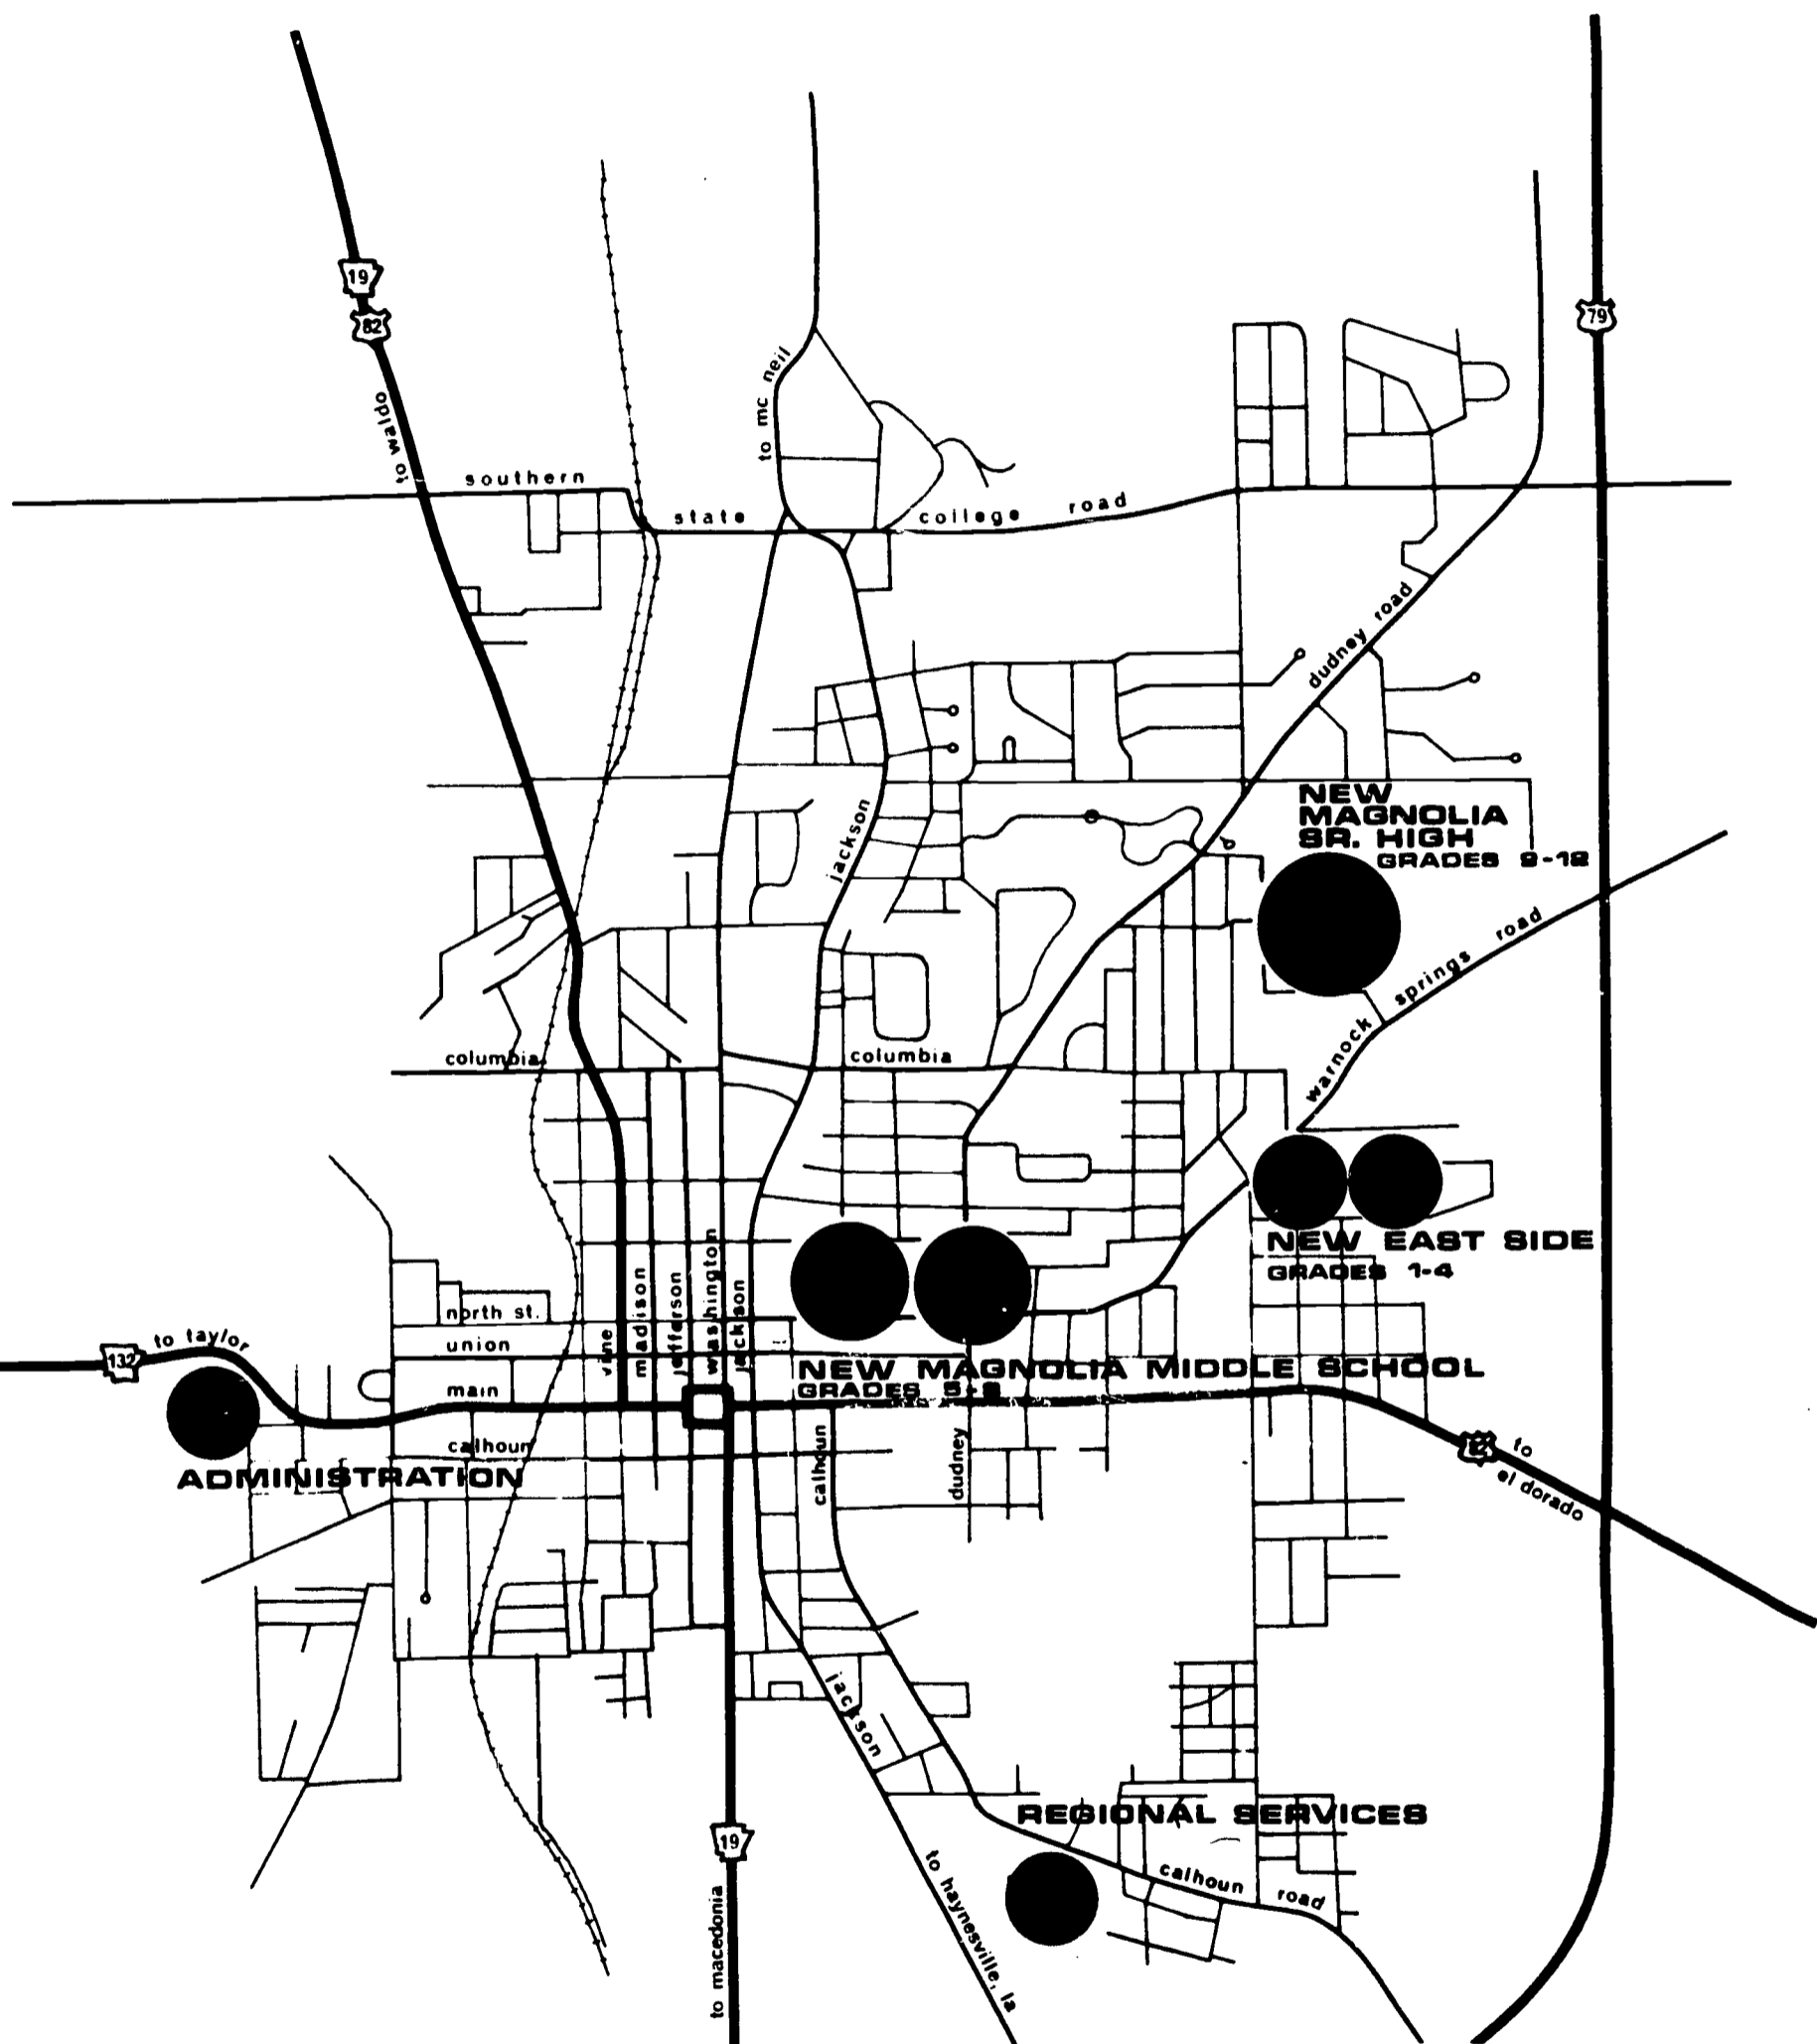 19
82
79
to waldo
to mc neil
southern
state
college
road
dudney road
jackson
NEW
MAGNOLIA
SR. HIGH
GRADES 9-12
springs road
warnock
columbia
columbia
NEW EAST SIDE
GRADES 1-4
north st.
union
main
calhoun
vine
madison
jefferson
washington
jackson
132
to taylor
NEW MAGNOLIA MIDDLE SCHOOL
GRADES 5-8
ADMINISTRATION
calhoun
dudney
82
to
el dorado
jackson
REGIONAL SERVICES
calhoun road
19
to macedonia
to haynesville, la